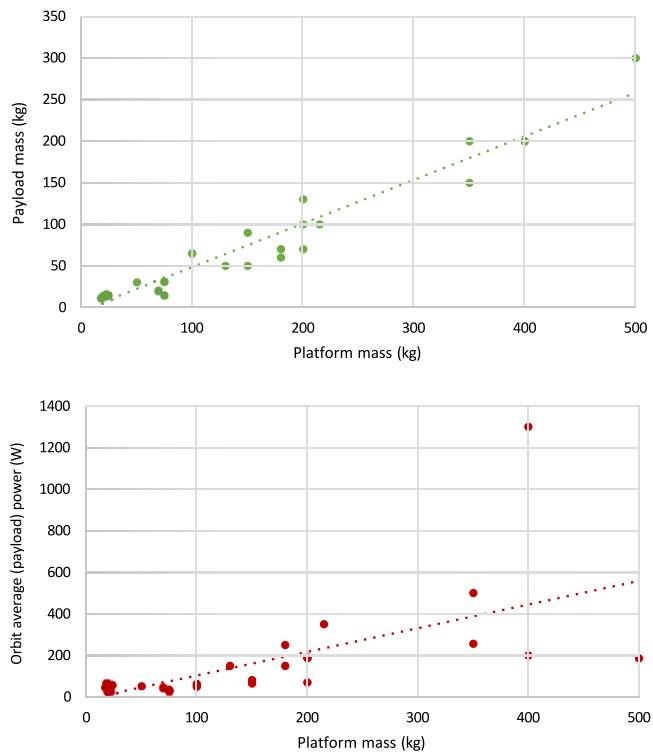 350
300
250
200
150
100
50
0
Payload mass (kg)
0 100 200 300 400 500
Platform mass (kg)
1400
1200
1000
800
600
400
200
0
Orbit average (payload) power (W)
0 100 200 300 400 500
Platform mass (kg)